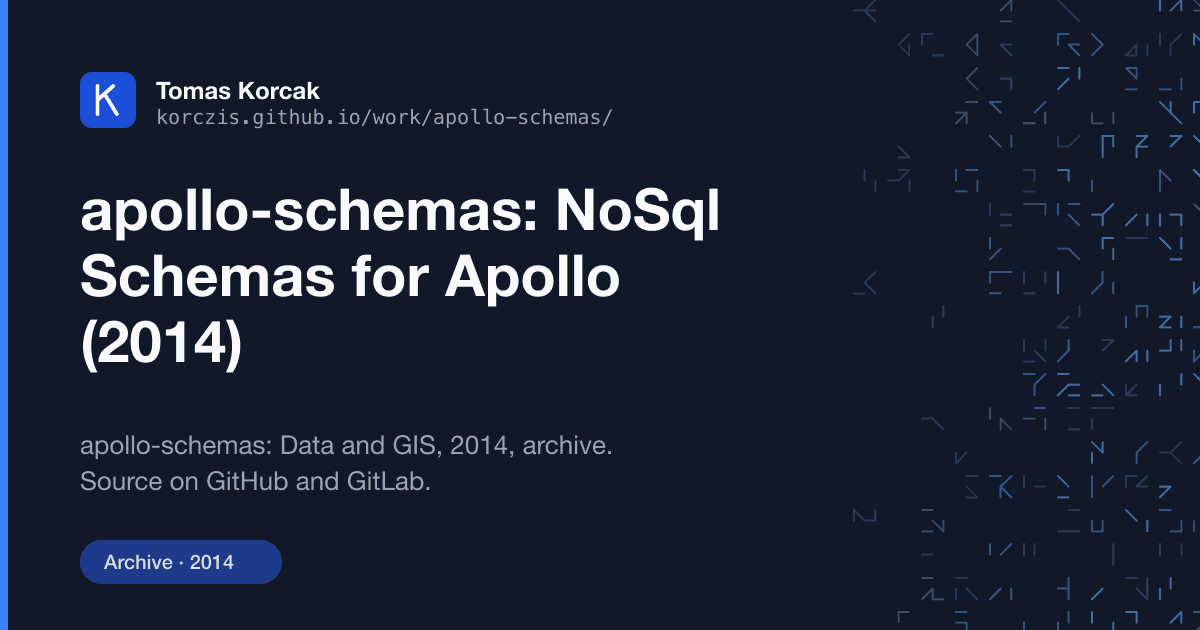 K
Tomas Korcak
korczis.github.io/work/apollo-schemas/
apollo-schemas: NoSql
Schemas for Apollo
(2014)
apollo-schemas: Data and GIS, 2014, archive.
Source on GitHub and GitLab.
Archive · 2014